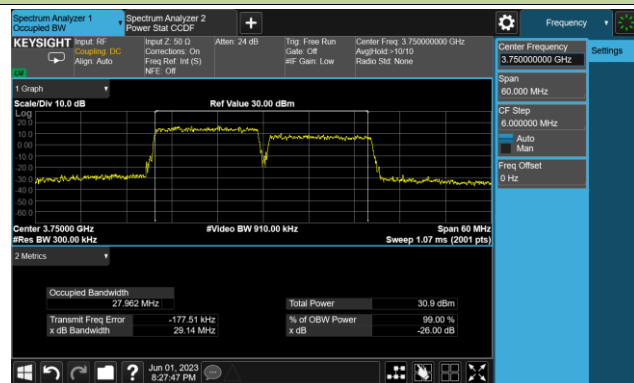 Spectrum Analyzer 1
Occupied BW
Spectrum Analyzer 2
Power Stat CCDF
+
Frequency
KEYSIGHT
Input: RF
Coupling: DC
Align: Auto
Input Z: 50 Ω
Corrections: On
Freq Ref: Int (S)
NFE: Off
Atten: 24 dB
Trig: Free Run
Gate: Off
#IF Gain: Low
Center Freq: 3.750000000 GHz
Avg|Hold:>10/10
Radio Std: None
Center Frequency
3.750000000 GHz
Settings
Span
60.000 MHz
CF Step
6.000000 MHz
Auto
Man
Freq Offset
0 Hz
1 Graph
Scale/Div 10.0 dB
Ref Value 30.00 dBm
Log
20.0
10.0
0.00
-10.0
-20.0
-30.0
-40.0
-50.0
-60.0
Center 3.75000 GHz
#Video BW 910.00 kHz
Span 60 MHz
#Res BW 300.00 kHz
Sweep 1.07 ms (2001 pts)
2 Metrics
Occupied Bandwidth
27.962 MHz
Total Power 30.9 dBm
Transmit Freq Error -177.51 kHz
% of OBW Power 99.00 %
x dB Bandwidth 29.14 MHz
x dB -26.00 dB
?
Jun 01, 2023
8:27:47 PM